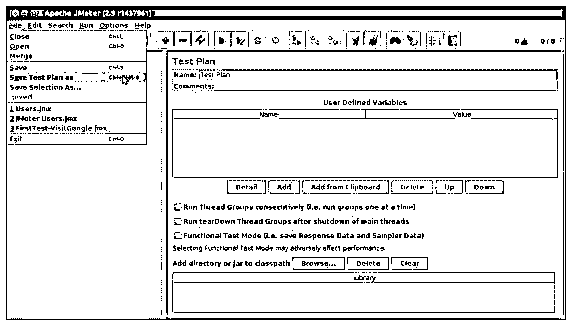 Apache JMeter (2.9 r1437961)
File Edit Search Run Options Help
Close Ctrl-L
Open Ctrl-O
Merge
Save Ctrl-S
Save Test Plan as
Save Selection As...
Revert
1 Users.jmx
2 JMeter Users.jmx
3 FirstTest-VisitGoogle.jmx
Exit Ctrl-Q
0 / 0
Test Plan
Name: Test Plan
Comments:
User Defined Variables
Name: Value
Detail Add Add from Clipboard Delete Up Down
Run Thread Groups consecutively (i.e. run groups one at a time)
Run tearDown Thread Groups after shutdown of main threads
Functional Test Mode (i.e. save Response Data and Sampler Data)
Selecting Functional Test Mode may adversely affect performance.
Add directory or jar to classpath Browse... Delete Clear
Library